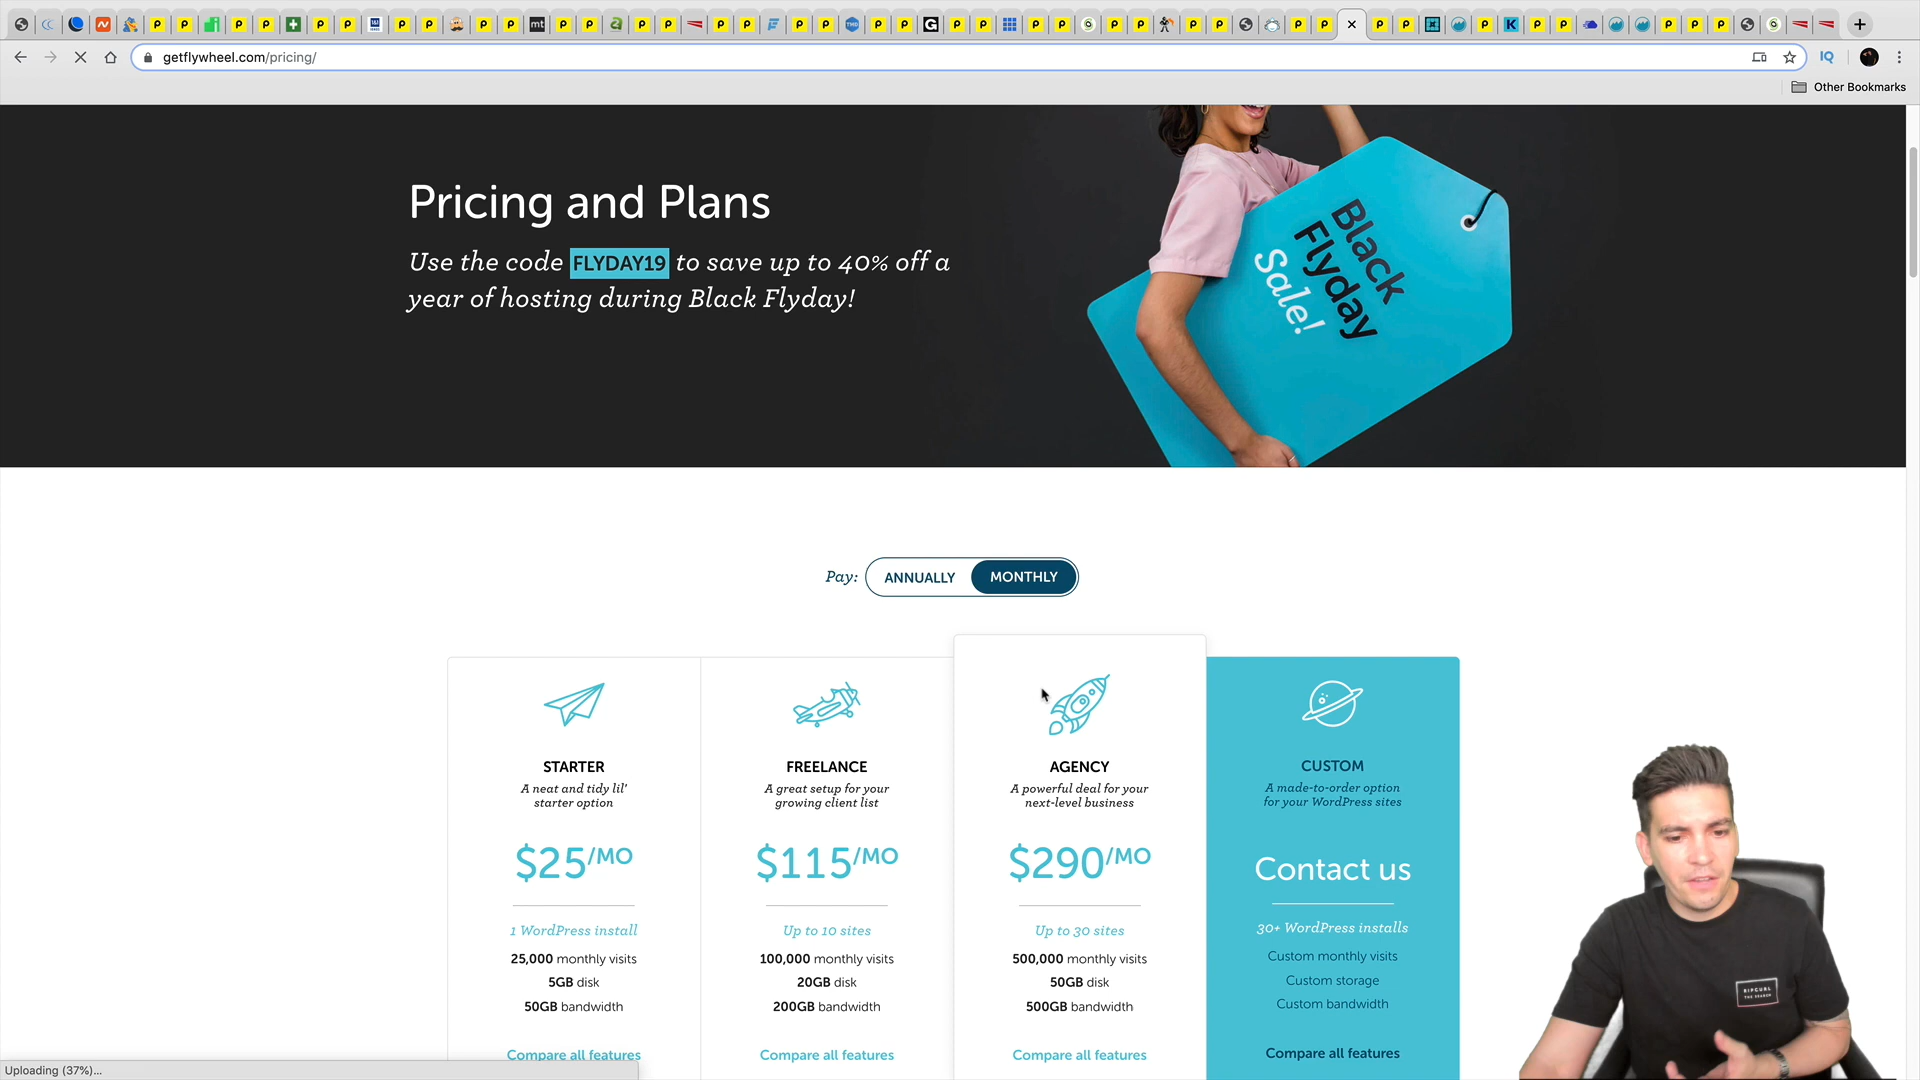 getflywheel.com/pricing/
IQ
Other Bookmarks
Pricing and Plans
Use the code FLYDAY19 to save up to 40% off a
year of hosting during Black Flyday!
Black
Flyday
Sale!
Pay: ANNUALLY MONTHLY
STARTER
A neat and tidy lil'
starter option
$25/MO
1 WordPress install
25,000 monthly visits
5GB disk
50GB bandwidth
Compare all features
FREELANCE
A great setup for your
growing client list
$115/MO
Up to 10 sites
100,000 monthly visits
20GB disk
200GB bandwidth
Compare all features
AGENCY
A powerful deal for your
next-level business
$290/MO
Up to 30 sites
500,000 monthly visits
50GB disk
500GB bandwidth
Compare all features
CUSTOM
A made-to-order option
for your WordPress sites
Contact us
30+ WordPress installs
Custom monthly visits
Custom storage
Custom bandwidth
Compare all features
RIPCURL
THE SEARCH
Uploading (37%)...